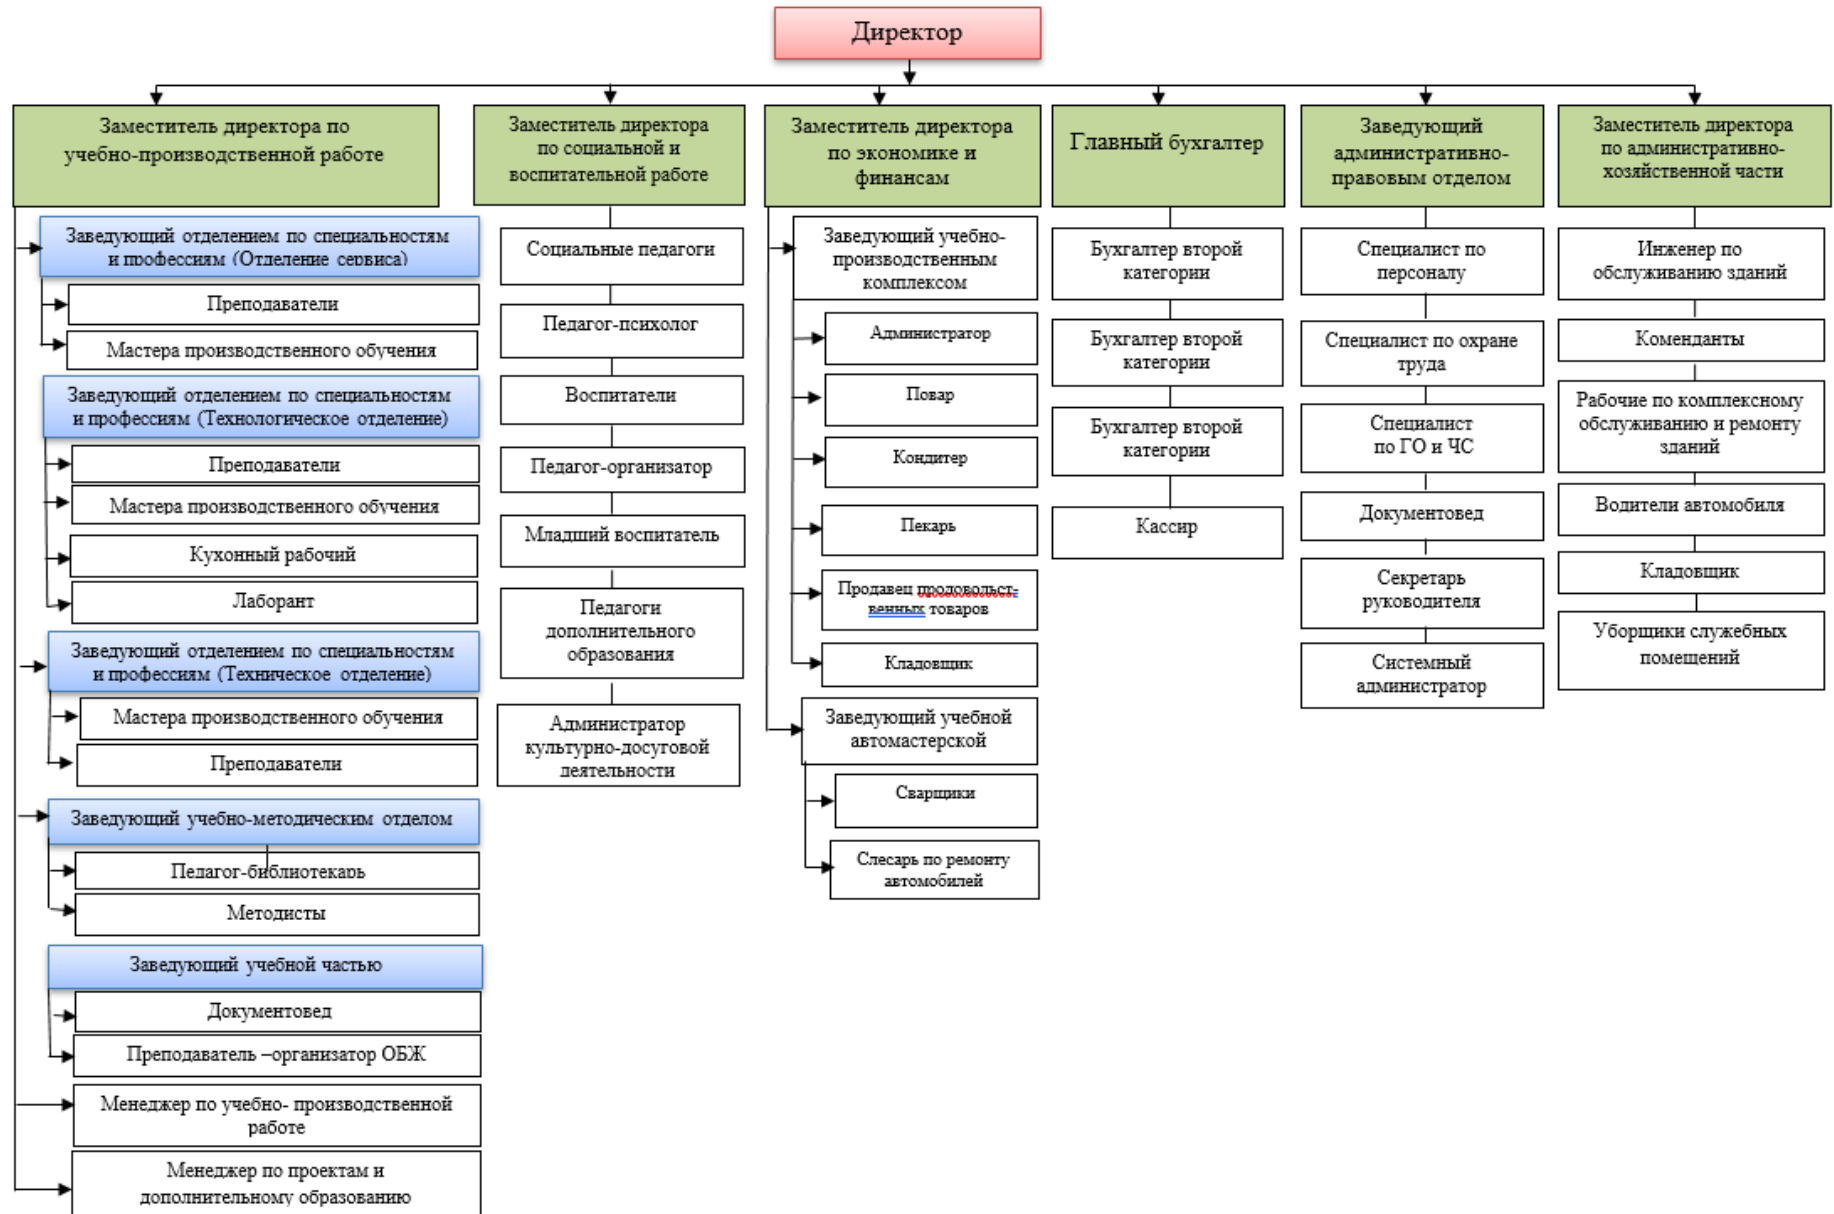 Директор
Заместитель директора по
учебно-производственной работе
Заведующий отделением по специальностям
и профессиям (Отделение сервиса)
Преподаватели
Мастера производственного обучения
Заведующий отделением по специальностям
и профессиям (Технологическое отделение)
Преподаватели
Мастера производственного обучения
Кухонный рабочий
Лаборант
Заведующий отделением по специальностям
и профессиям (Техническое отделение)
Мастера производственного обучения
Преподаватели
Заведующий учебно-методическим отделом
Педагог-библиотекарь
Методисты
Заведующий учебной частью
Документовед
Преподаватель –организатор ОБЖ
Менеджер по учебно- производственной
работе
Менеджер по проектам и
дополнительному образованию
Заместитель директора
по социальной и
воспитательной работе
Социальные педагоги
Педагог-психолог
Воспитатели
Педагог-организатор
Младший воспитатель
Педагоги
дополнительного
образования
Администратор
культурно-досуговой
деятельности
Заместитель директора
по экономике и
финансам
Заведующий учебно-
производственным
комплексом
Администратор
Повар
Кондитер
Пекарь
Продавец продовольст-
венных товаров
Кладовщик
Заведующий учебной
автомастерской
Сварщики
Слесарь по ремонту
автомобилей
Главный бухгалтер
Бухгалтер второй
категории
Бухгалтер второй
категории
Бухгалтер второй
категории
Кассир
Заведующий
административно-
правовым отделом
Специалист по
персоналу
Специалист по охране
труда
Специалист
по ГО и ЧС
Документовед
Секретарь
руководителя
Системный
администратор
Заместитель директора
по административно-
хозяйственной части
Инженер по
обслуживанию зданий
Коменданты
Рабочие по комплексному
обслуживанию и ремонту
зданий
Водители автомобиля
Кладовщик
Уборщики служебных
помещений